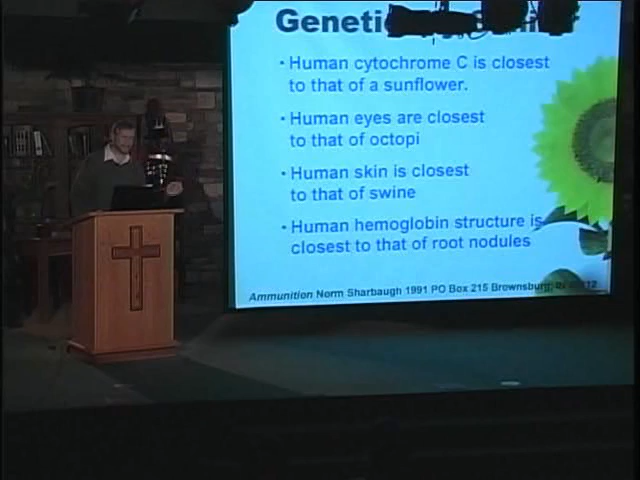 • Human cytochrome C is closest
to that of a sunflower.
• Human eyes are closest
to that of octopi
• Human skin is closest
to that of swine
• Human hemoglobin structure is
closest to that of root nodules
Ammunition Norm Sharbaugh 1991 PO Box 215 Brownsburg,